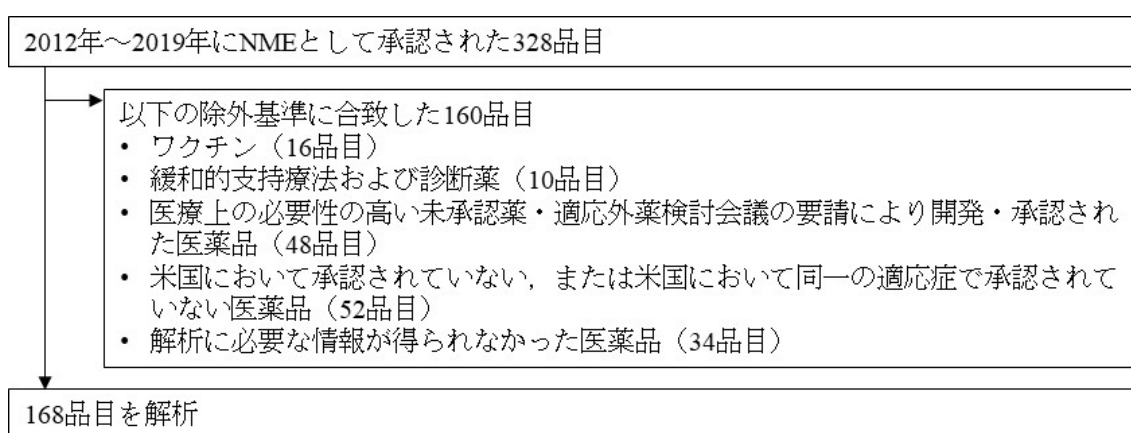 2012年～2019年にNMEとして承認された328品目
以下の除外基準に合致した160品目
• ワクチン（16品目）
• 緩和的支持療法および診断薬（10品目）
• 医療上の必要性の高い未承認薬・適応外薬検討会議の要請により開発・承認され
た医薬品（48品目）
• 米国において承認されていない，または米国において同一の適応症で承認されて
いない医薬品（52品目）
• 解析に必要な情報が得られなかった医薬品（34品目）
168品目を解析